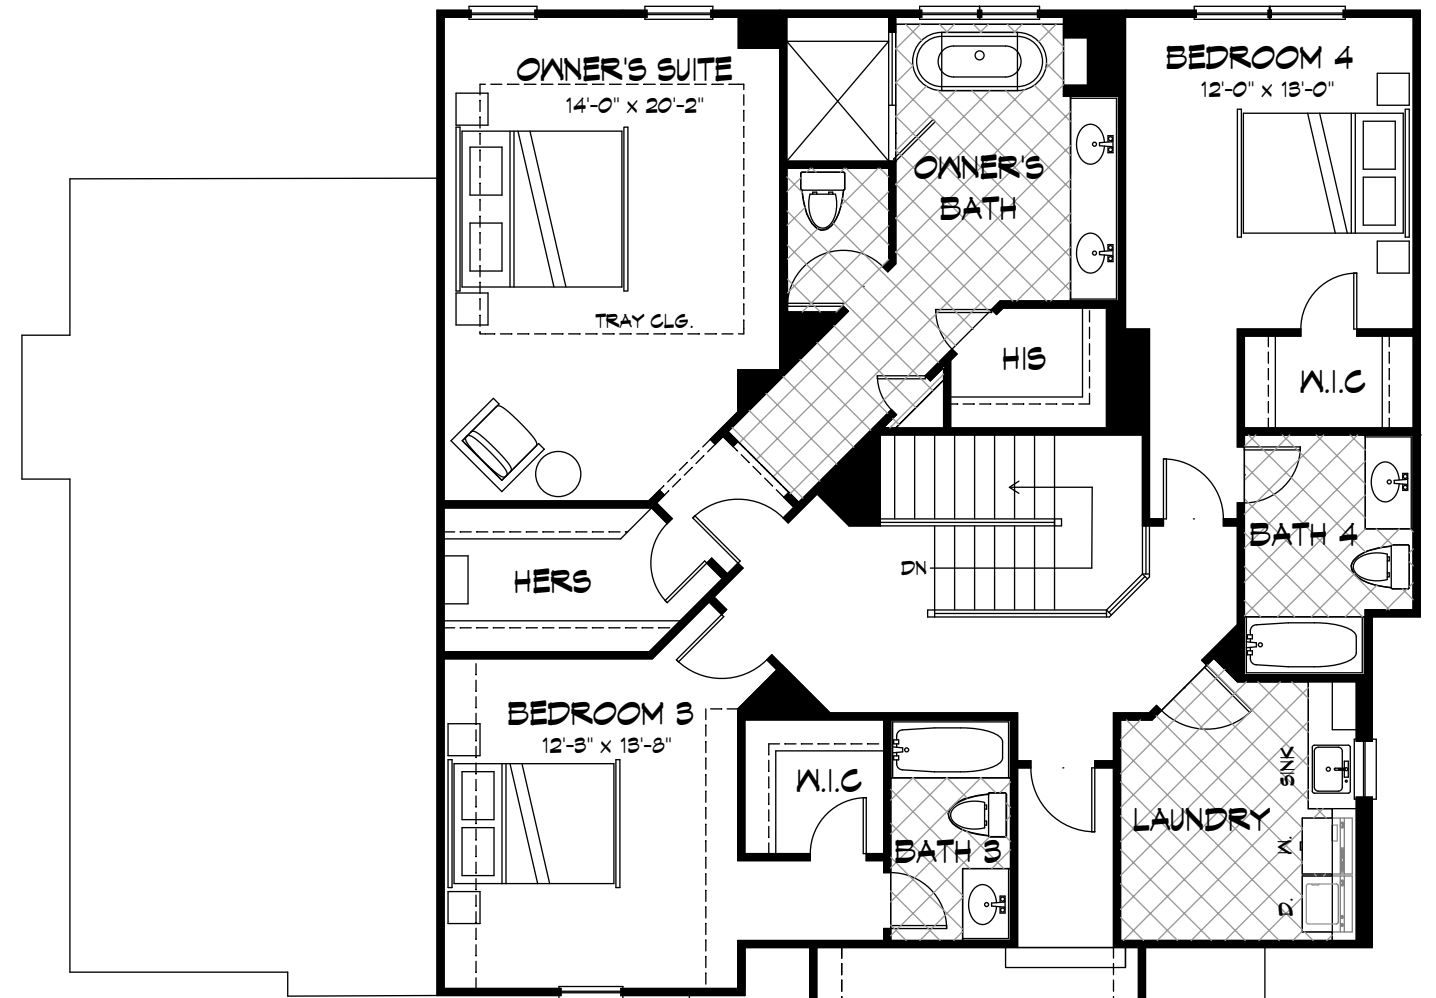 OWNER'S SUITE
14'-0" x 20'-2"
TRAY CLG.
OWNER'S
BATH
BEDROOM 4
12'-0" x 13'-0"
HIS
W.I.C
BATH 4
DN
HERS
BEDROOM 3
12'-3" x 13'-8"
W.I.C
BATH 3
LAUNDRY
SINK
W.
D.